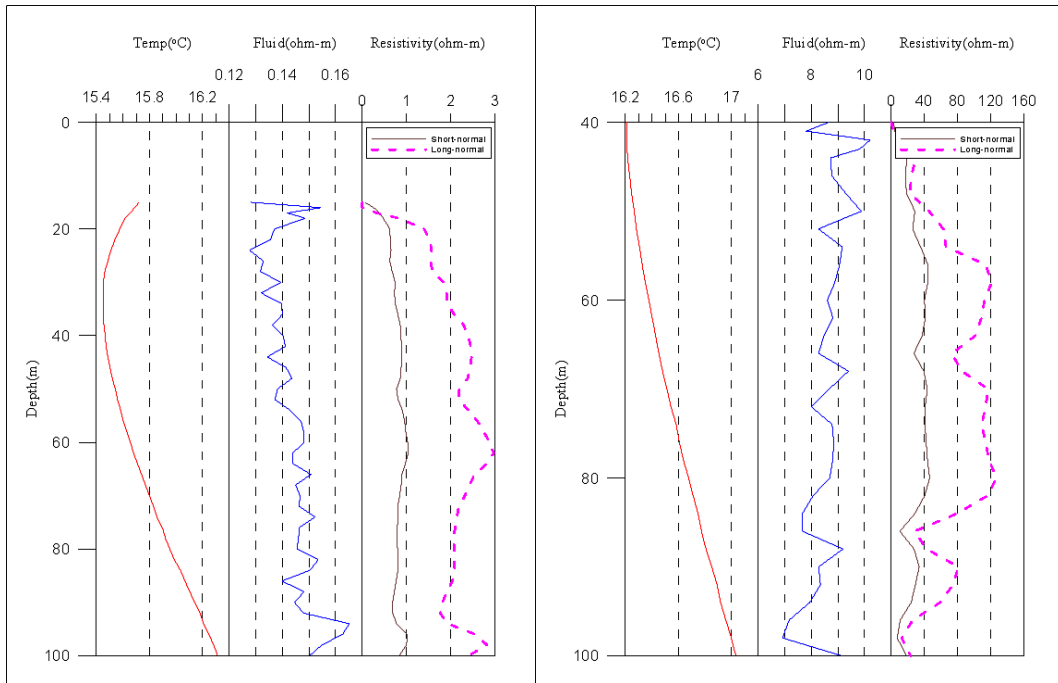 Temp(ºC) Fluid(ohm-m) Resistivity(ohm-m)
0.12 0.14 0.16
15.4 15.8 16.2
0 1 2 3
Short-normal
Long-normal
0
20
40
60
80
100
Depth(m)
Temp(ºC) Fluid(ohm-m) Resistivity(ohm-m)
6 8 10
16.2 16.6 17
0 40 80 120 160
Short-normal
Long-normal
40
60
80
100
Depth(m)